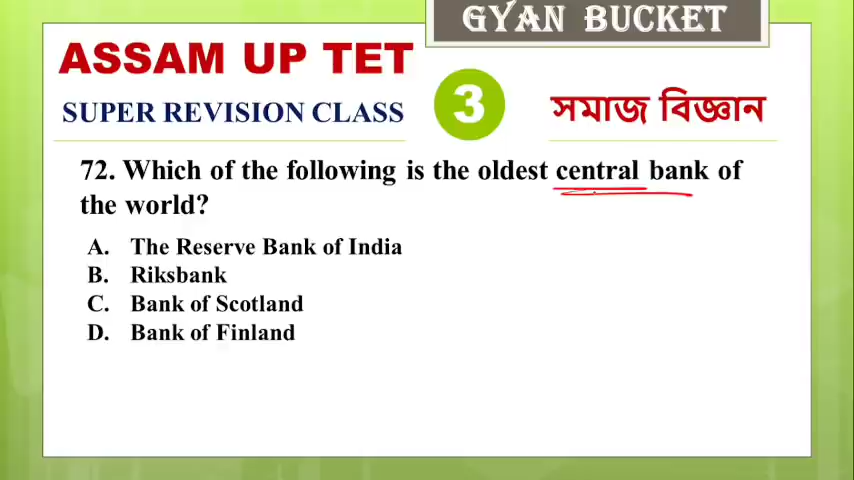 GYAN BUCKET
ASSAM UP TET
SUPER REVISION CLASS
3
সমাজ বিজ্ঞান
72. Which of the following is the oldest central bank of
the world?
A. The Reserve Bank of India
B. Riksbank
C. Bank of Scotland
D. Bank of Finland